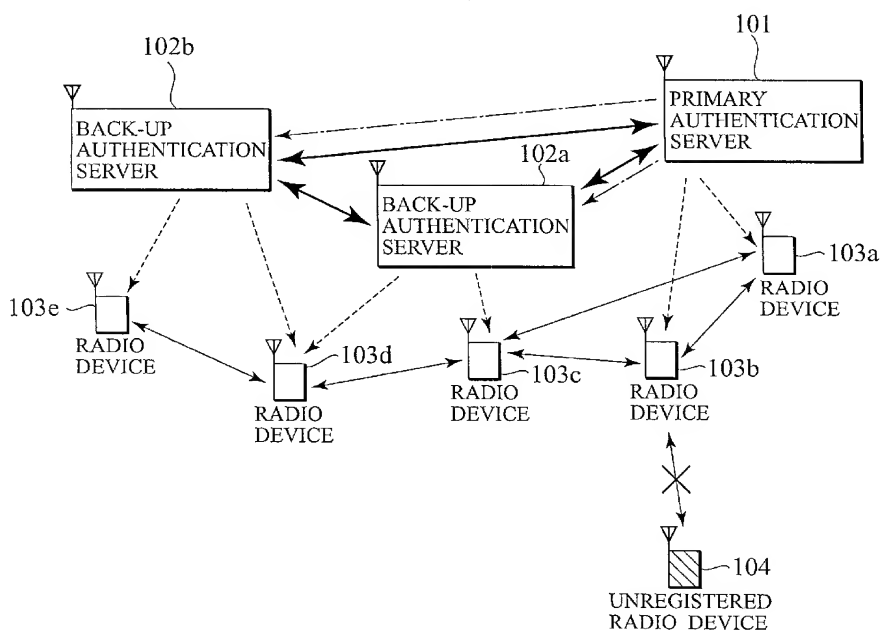 101
102b
PRIMARY
AUTHENTICATION
SERVER
BACK-UP
AUTHENTICATION
SERVER
102a
BACK-UP
AUTHENTICATION
SERVER
103a
RADIO
DEVICE
103e
RADIO
DEVICE
103d
RADIO
DEVICE
103c
RADIO
DEVICE
103b
RADIO
DEVICE
104
UNREGISTERED
RADIO DEVICE